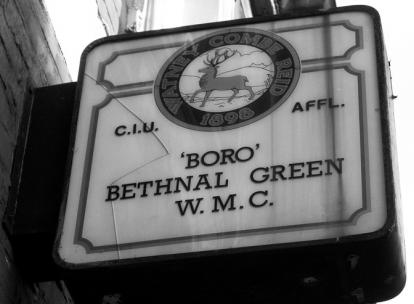 WATNEY COMBE REID
1898
C.I.U. AFFL.
'BORO'
BETHNAL GREEN
W.M.C.